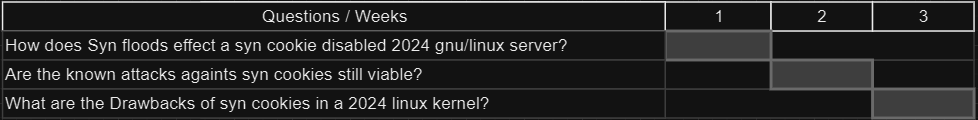 Questions / Weeks 1 2 3
How does Syn floods effect a syn cookie disabled 2024 gnu/linux server?
Are the known attacks againts syn cookies still viable?
What are the Drawbacks of syn cookies in a 2024 linux kernel?